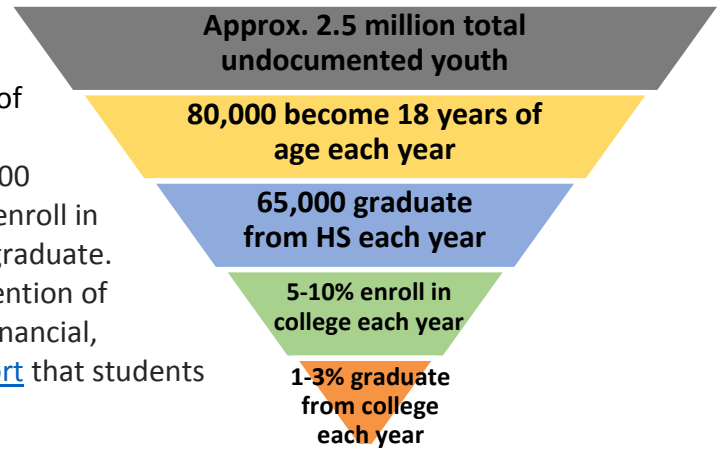 Approx. 2.5 million total
undocumented youth
of
80,000 become 18 years of
age each year
00
enroll in
65,000 graduate
from HS each year
graduate.
ention of
nancial,
5-10% enroll in
college each year
ort that students
1-3% graduate
from college
each year